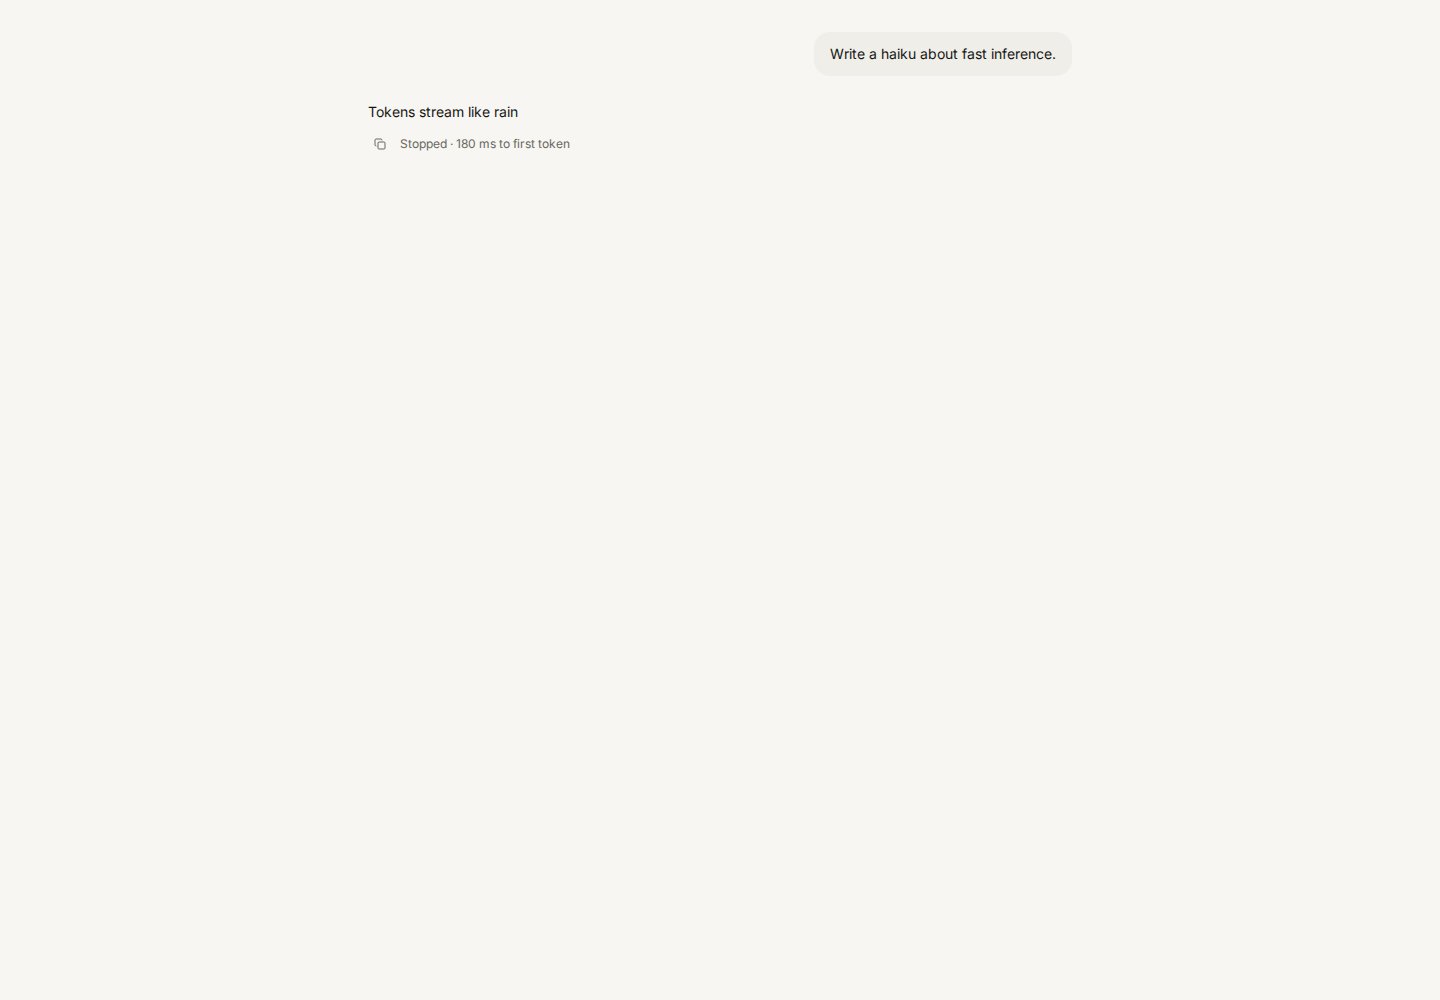 Write a haiku about fast inference.
Tokens stream like rain
Stopped · 180 ms to first token